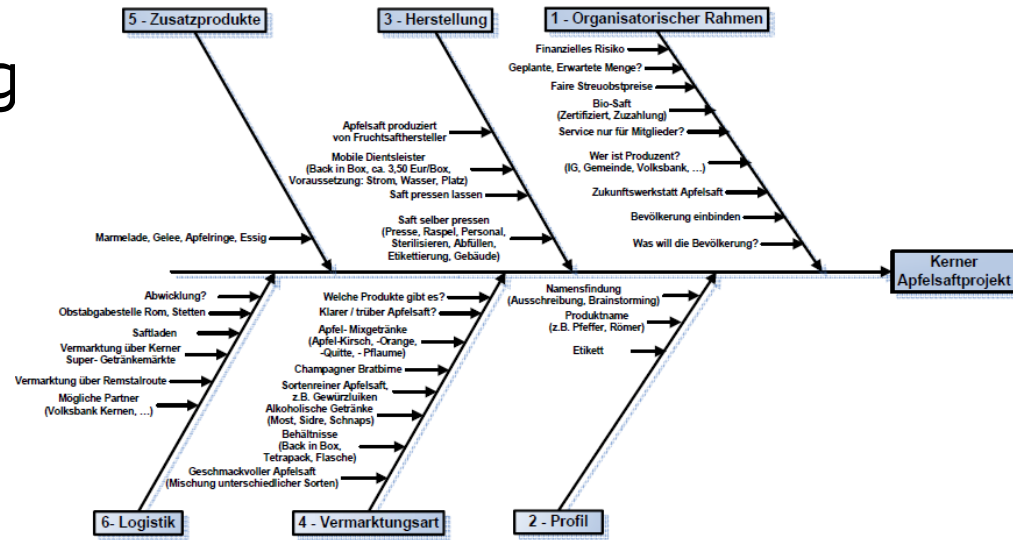 g
5 - Zusatzprodukte
3 - Herstellung
1 - Organisatorischer Rahmen
Marmelade, Gelee, Apfelringe, Essig
Apfelsaft produziert
von Fruchtsafthersteller
Mobile Dientsleister
(Back in Box, ca. 3,50 Eur/Box,
Voraussetzung: Strom, Wasser, Platz)
Saft pressen lassen
Saft selber pressen
(Presse, Raspel, Personal,
Sterilisieren, Abfüllen,
Etikettierung, Gebäude)
Finanzielles Risiko
Geplante, Erwartete Menge?
Faire Streuobstpreise
Bio-Saft
(Zertifiziert, Zuzahlung)
Service nur für Mitglieder?
Wer ist Produzent?
(IG, Gemeinde, Volksbank, ...)
Zukunftswerkstatt Apfelsaft
Bevölkerung einbinden
Was will die Bevölkerung?
Kerner
Apfelsaftprojekt
Abwicklung?
Obstabgabestelle Rom, Stetten
Saftladen
Vermarktung über Kerner
Super- Getränkemärkte
Vermarktung über Remstalroute
Mögliche Partner
(Volksbank Kernen, ...)
Welche Produkte gibt es?
Klarer / trüber Apfelsaft?
Apfel- Mixgetränke
(Apfel-Kirsch, -Orange,
-Quitte, - Pflaume)
Champagner Bratbirne
Sortenreiner Apfelsaft,
z.B. Gewürzluiken
Alkoholische Getränke
(Most, Sidre, Schnaps)
Behältnisse
(Back in Box,
Tetrapack, Flasche)
Geschmackvoller Apfelsaft
(Mischung unterschiedlicher Sorten)
Namensfindung
(Ausschreibung, Brainstorming)
Produktname
(z.B. Pfeffer, Römer)
Etikett
6- Logistik
4 - Vermarktungsart
2 - Profil